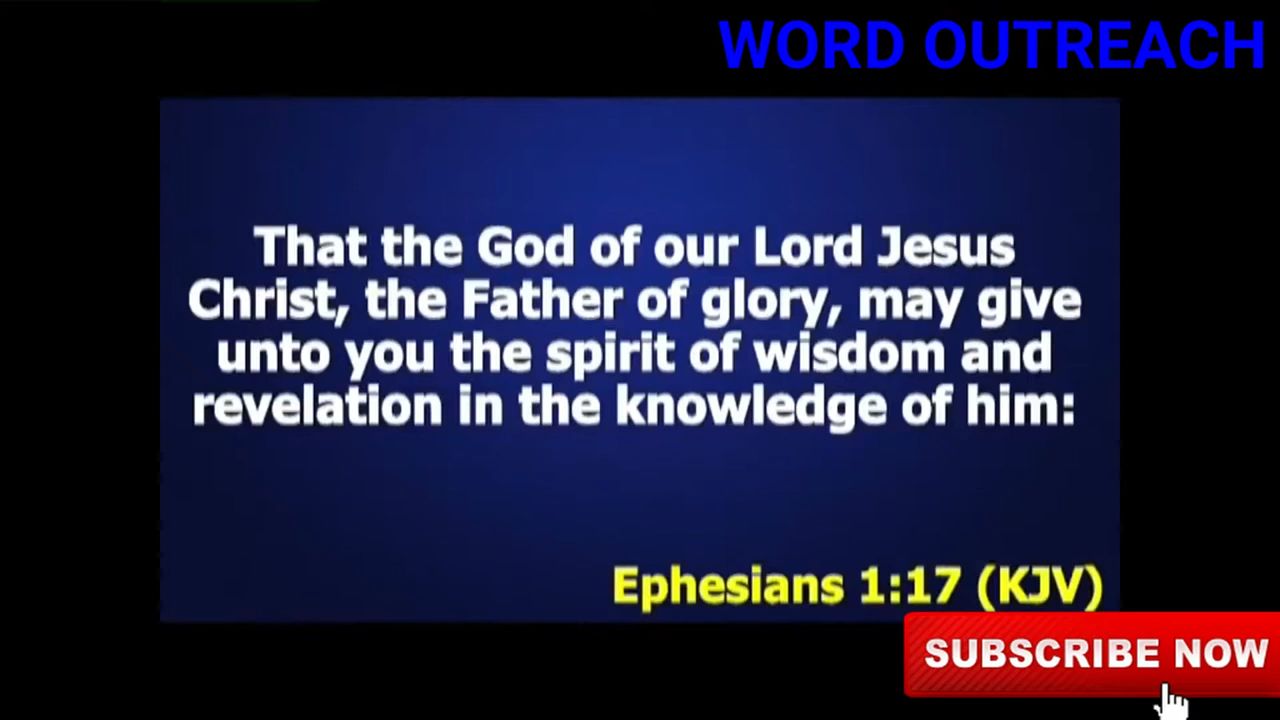 WORD OUTREACH
That the God of our Lord Jesus
Christ, the Father of glory, may give
unto you the spirit of wisdom and
revelation in the knowledge of him:
Ephesians 1:17 (KJV)
SUBSCRIBE NOW